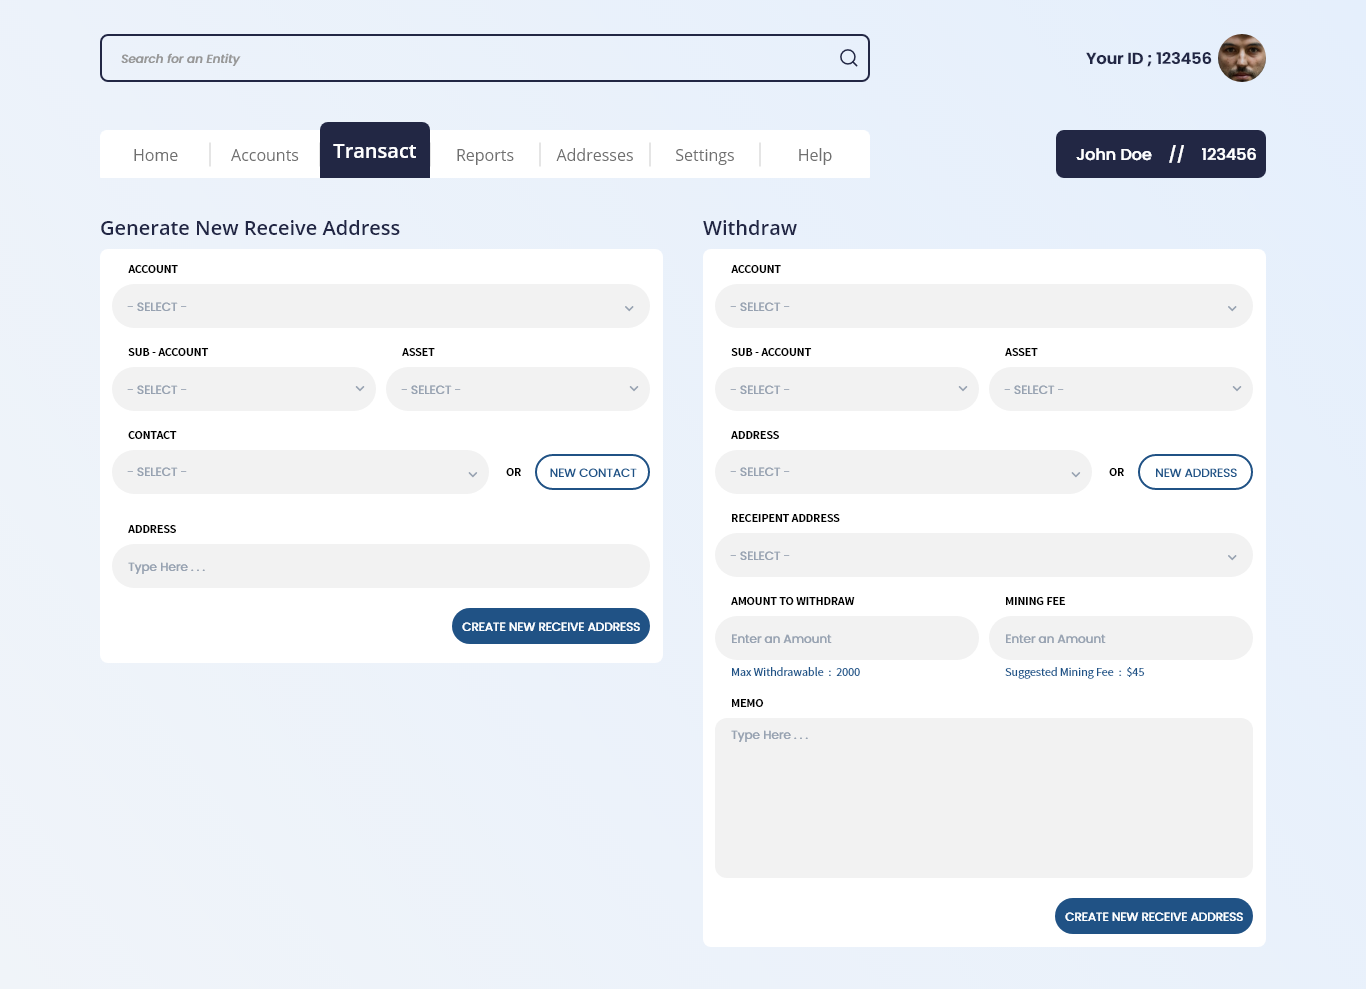 Search for an Entity
Your ID ; 123456
Home Accounts Transact Reports Addresses Settings Help
John Doe // 123456
Generate New Receive Address
ACCOUNT
- SELECT -
SUB - ACCOUNT ASSET
- SELECT - - SELECT -
CONTACT
- SELECT - OR NEW CONTACT
ADDRESS
Type Here . . .
CREATE NEW RECEIVE ADDRESS
Withdraw
ACCOUNT
- SELECT -
SUB - ACCOUNT ASSET
- SELECT - - SELECT -
ADDRESS
- SELECT - OR NEW ADDRESS
RECEIPENT ADDRESS
- SELECT -
AMOUNT TO WITHDRAW MINING FEE
Enter an Amount Enter an Amount
Max Withdrawable : 2000 Suggested Mining Fee : $45
MEMO
Type Here . . .
CREATE NEW RECEIVE ADDRESS